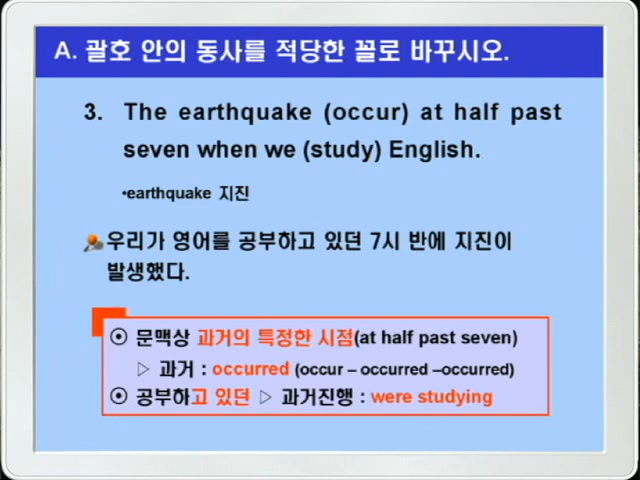 A. 괄호 안의 동사를 적당한 꼴로 바꾸시오.
3. The earthquake (occur) at half past
seven when we (study) English.
•earthquake 지진
우리가 영어를 공부하고 있던 7시 반에 지진이
발생했다.
⊙ 문맥상 과거의 특정한 시점(at half past seven)
▷ 과거 : occurred (occur – occurred –occurred)
⊙ 공부하고 있던 ▷ 과거진행 : were studying